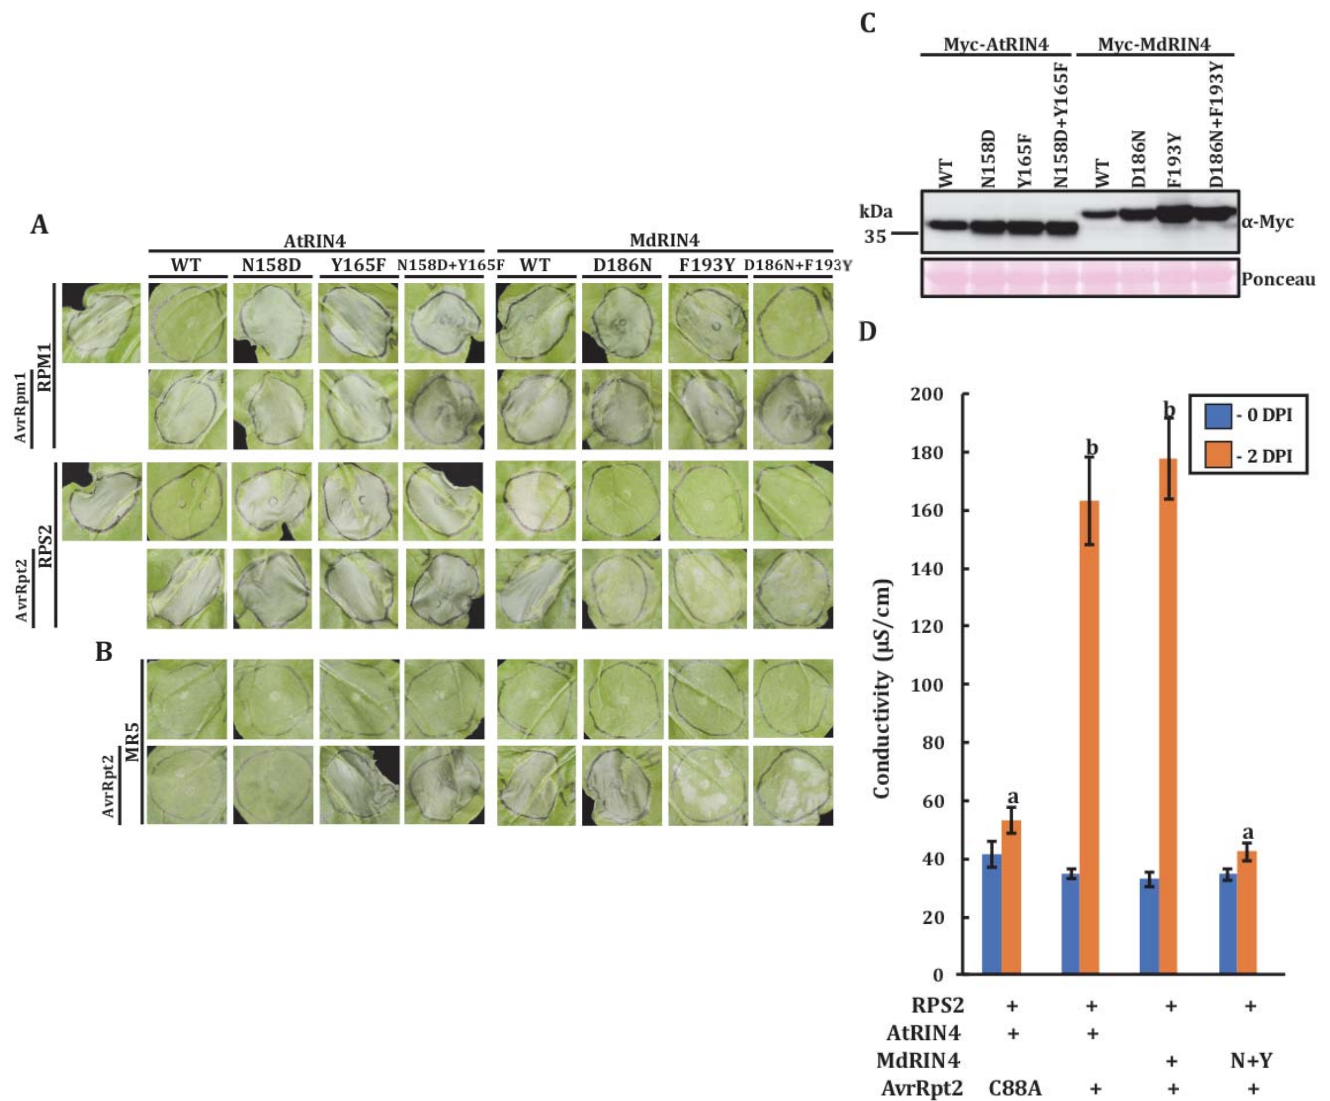 A
AtRIN4 MdRIN4
WT N158D Y165F N158D+Y165F WT D186N F193Y D186N+F193Y
RPM1
AvrRpm1
RPS2
AvrRpt2
B
MR5
AvrRpt2
C
Myc-AtRIN4 Myc-MdRIN4
WT N158D Y165F N158D+Y165F WT D186N F193Y D186N+F193Y
kDa
35
α-Myc
Ponceau
D
Conductivity (µS/cm)
200
180
160
140
120
100
80
60
40
20
0
- 0 DPI
- 2 DPI
a b b a
RPS2 + + + +
AtRIN4 + +
MdRIN4 + N+Y
AvrRpt2 C88A + + +